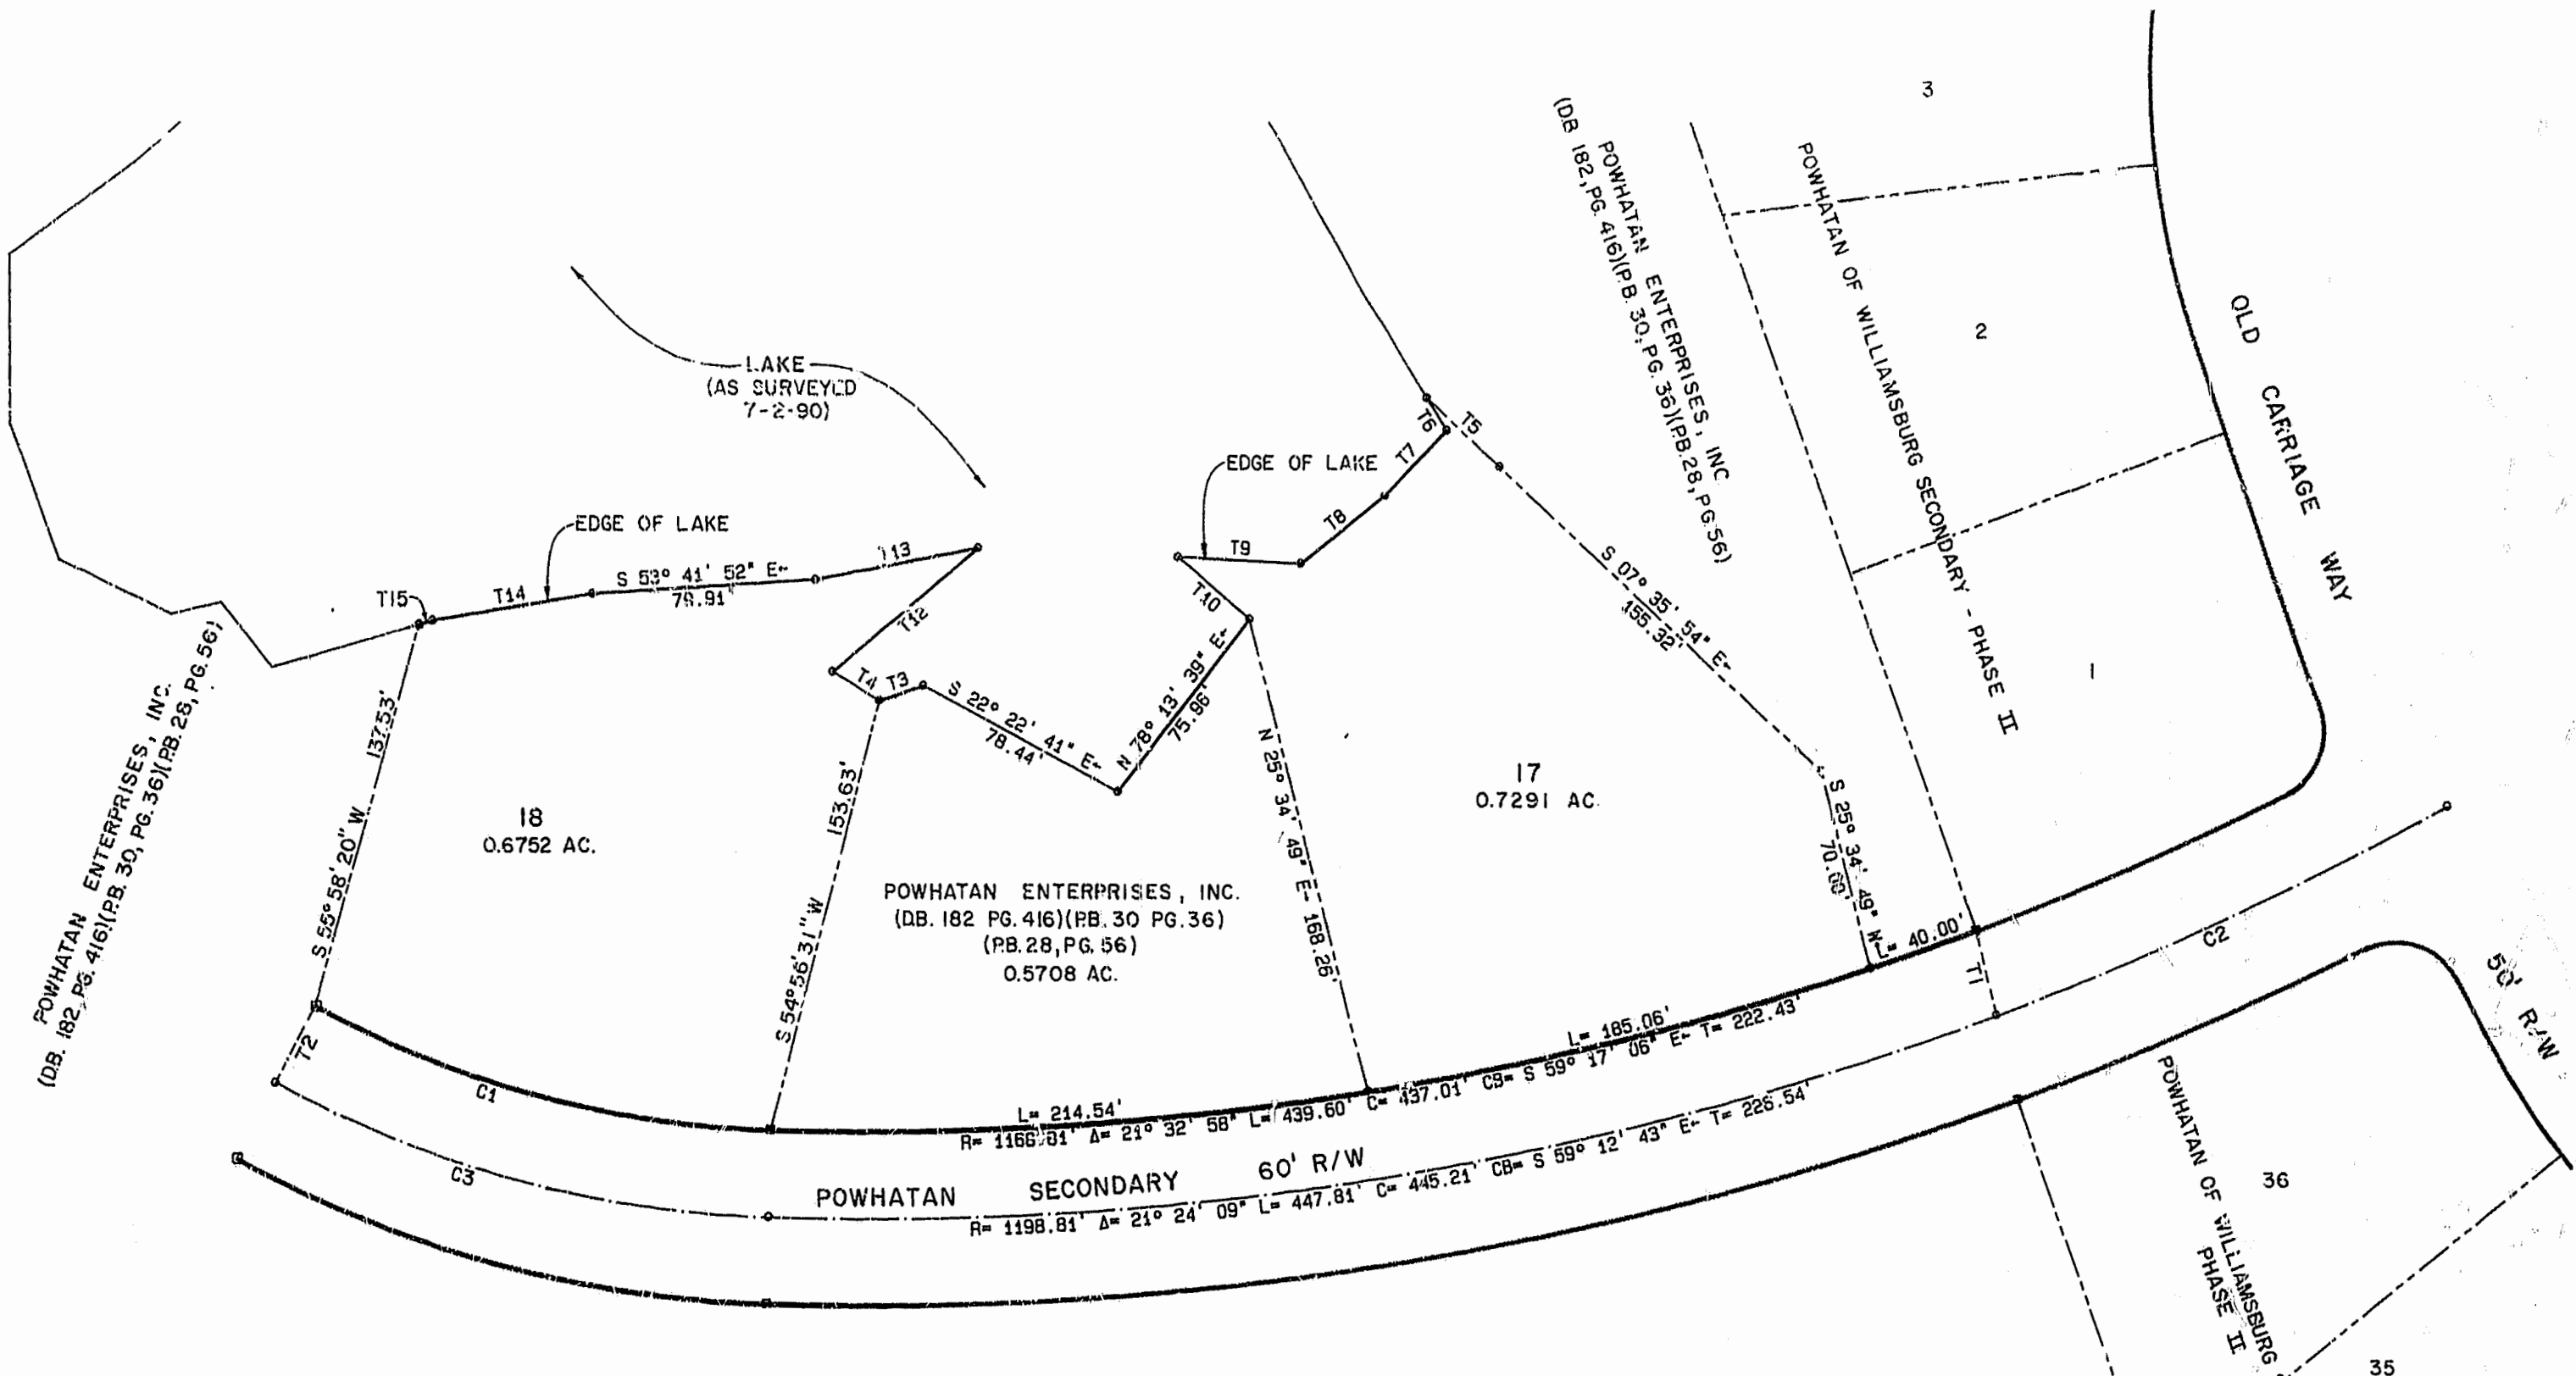 3
POWHATAN ENTERPRISES, INC
(DB 182, PG. 416)(P.B. 30, PG. 36)(P.B.28, PG.56)
POWHATAN OF WILLIAMSBURG SECONDARY - PHASE II
2
OLD CARRIAGE WAY
LAKE
(AS SURVEYED
7-2-90)
T6
T5
T7
EDGE OF LAKE
T8
T9
EDGE OF LAKE
T13
S 53° 41' 52" E
79.91'
T14
T15
T12
T10
S 07° 35' 54" E
155.32'
T4
T3
S 22° 22' 41" E
78.44'
N 78° 13' 39" E
75.96'
1
POWHATAN ENTERPRISES, INC.
(D.B. 182, PG. 416)(P.B. 30, PG. 36)(P.B. 28, PG. 56)
S 55° 58' 20" W
137.53'
18
0.6752 AC.
S 54° 56' 31" W
153.63'
N 25° 34' 49" E
168.26'
17
0.7291 AC.
S 25° 34' 49" W
70.00'
POWHATAN ENTERPRISES, INC.
(D.B. 182 PG. 416)(P.B. 30 PG. 36)
(P.B. 28, PG. 56)
0.5708 AC.
L= 40.00'
T1
C2
50' R/W
T2
C1
L= 185.06'
L= 214.54'
R= 1166.81' Δ= 21° 32' 58" L= 439.60' C= 437.01' CB= S 59° 17' 06" E T= 222.43'
C3
POWHATAN SECONDARY 60' R/W
R= 1198.81' Δ= 21° 24' 09" L= 447.81' C= 445.21' CB= S 59° 12' 43" E T= 226.54'
POWHATAN OF WILLIAMSBURG
PHASE II
36
35